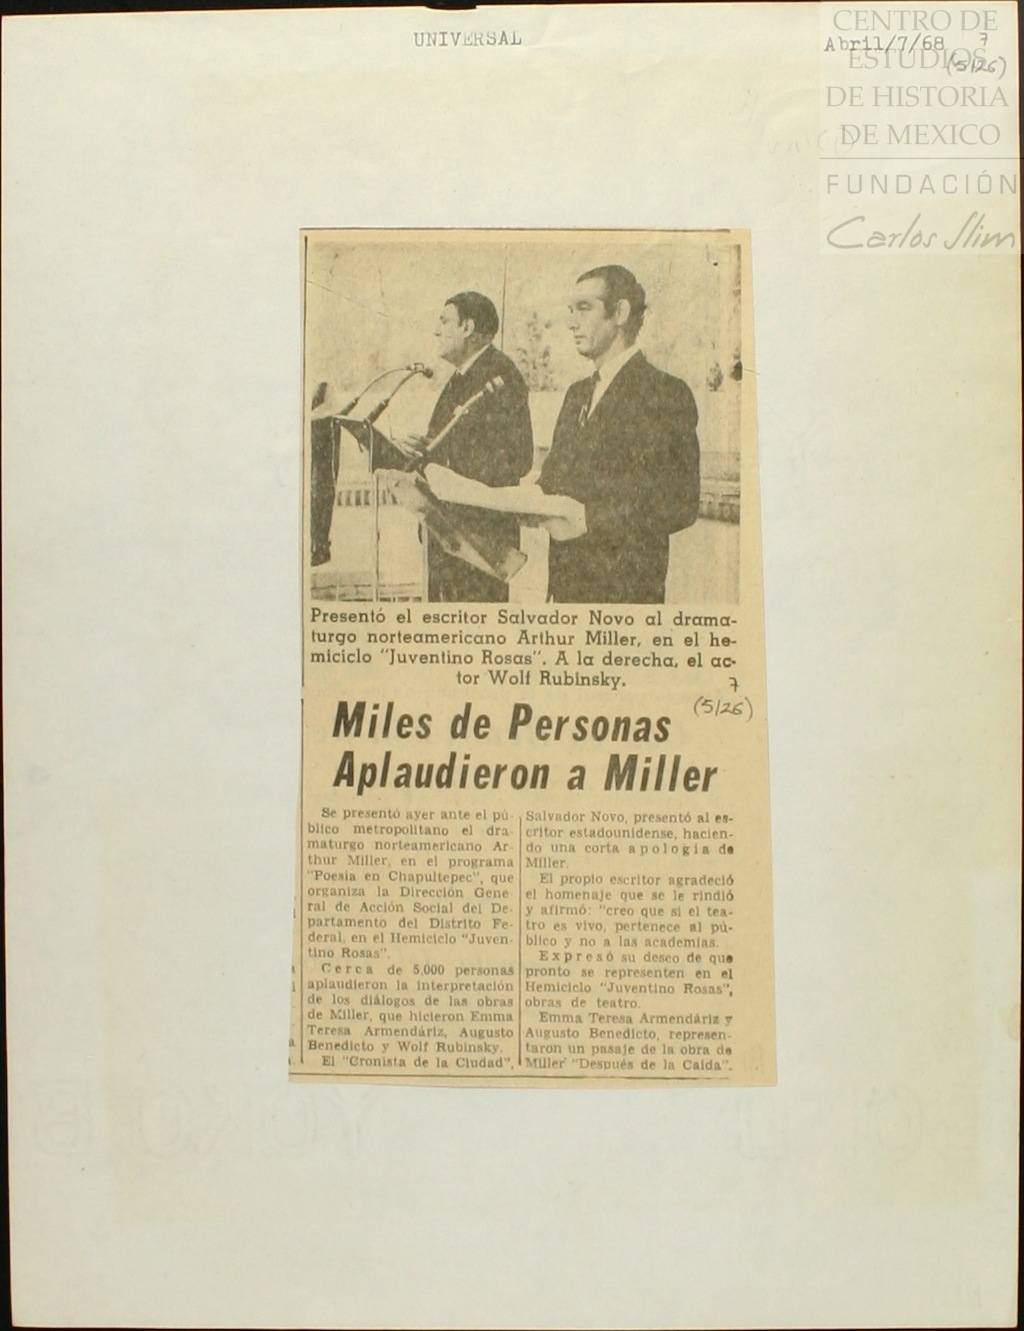 UNIVERSAL
Abril/7/68 7
(5/26)
CENTRO DE
ESTUDIOS
DE HISTORIA
DE MEXICO
FUNDACIÓN
Carlos Slim
Presentó el escritor Salvador Novo al drama-
turgo norteamericano Arthur Miller, en el he-
miciclo "Juventino Rosas". A la derecha, el ac-
tor Wolf Rubinsky.
7
(5/26)
Miles de Personas
Aplaudieron a Miller
Se presentó ayer ante el pú-
blico metropolitano el dra-
maturgo norteamericano Ar-
thur Miller, en el programa
"Poesía en Chapultepec", que
organiza la Dirección Gene-
ral de Acción Social del De-
partamento del Distrito Fe-
deral, en el Hemiciclo "Juven-
tino Rosas".
Cerca de 5,000 personas
aplaudieron la interpretación
de los diálogos de las obras
de Miller, que hicieron Emma
Teresa Armendáriz, Augusto
Benedicto y Wolf Rubinsky.
El "Cronista de la Ciudad",
Salvador Novo, presentó al es-
critor estadounidense, hacien-
do una corta apología de
Miller.
El propio escritor agradeció
el homenaje que se le rindió
y afirmó: "creo que si el tea-
tro es vivo, pertenece al pú-
blico y no a las academias.
Expresó su deseo de que
pronto se representen en el
Hemiciclo "Juventino Rosas",
obras de teatro.
Emma Teresa Armendáriz y
Augusto Benedicto, represen-
taron un pasaje de la obra de
Miller "Después de la Caída".